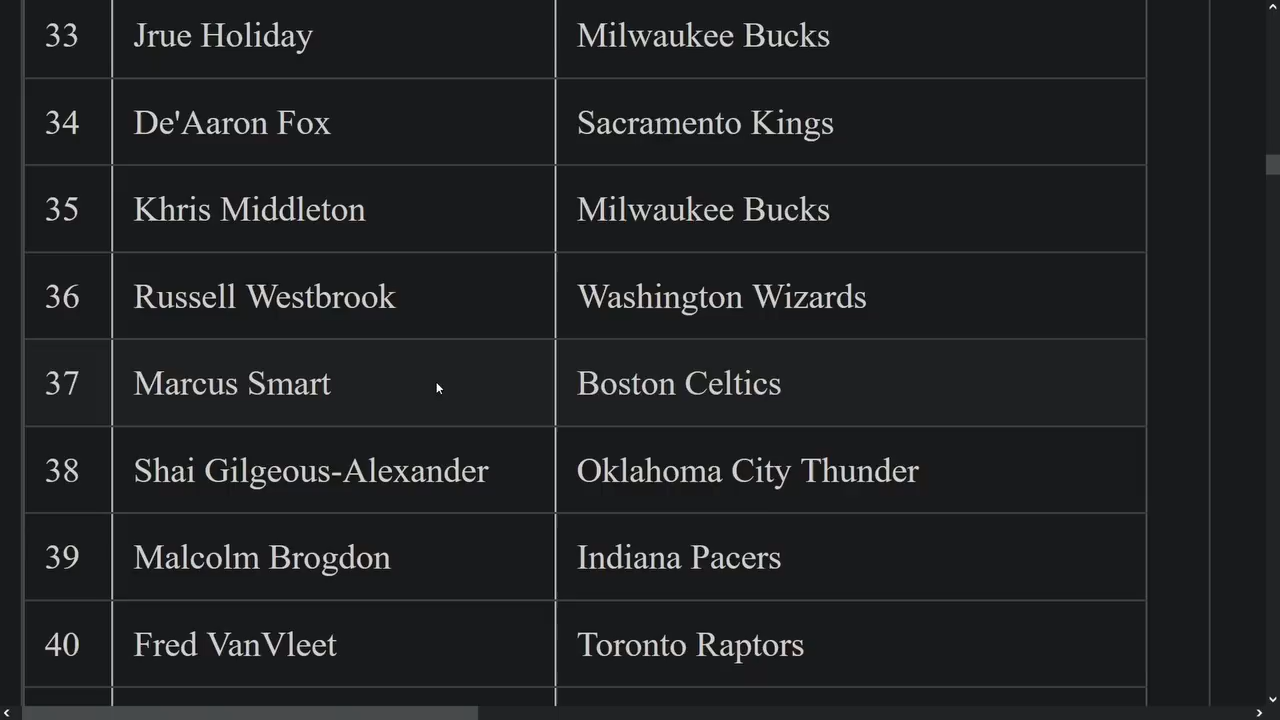 33 Jrue Holiday Milwaukee Bucks
34 De'Aaron Fox Sacramento Kings
35 Khris Middleton Milwaukee Bucks
36 Russell Westbrook Washington Wizards
37 Marcus Smart Boston Celtics
38 Shai Gilgeous-Alexander Oklahoma City Thunder
39 Malcolm Brogdon Indiana Pacers
40 Fred VanVleet Toronto Raptors